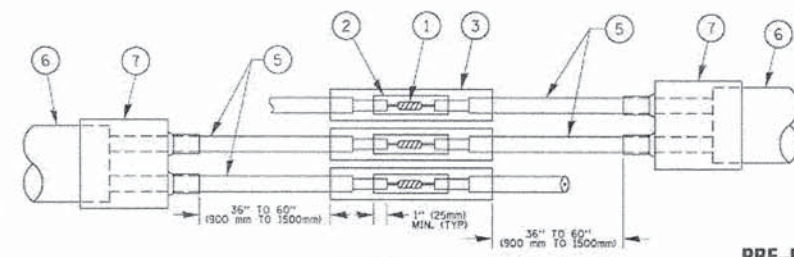 2 1 3 5 7 6
6 7 5
36" TO 60"
(900 mm TO 1500mm)
1" (25mm)
MIN. (TYP)
36" TO 60"
(900 mm TO 1500mm)